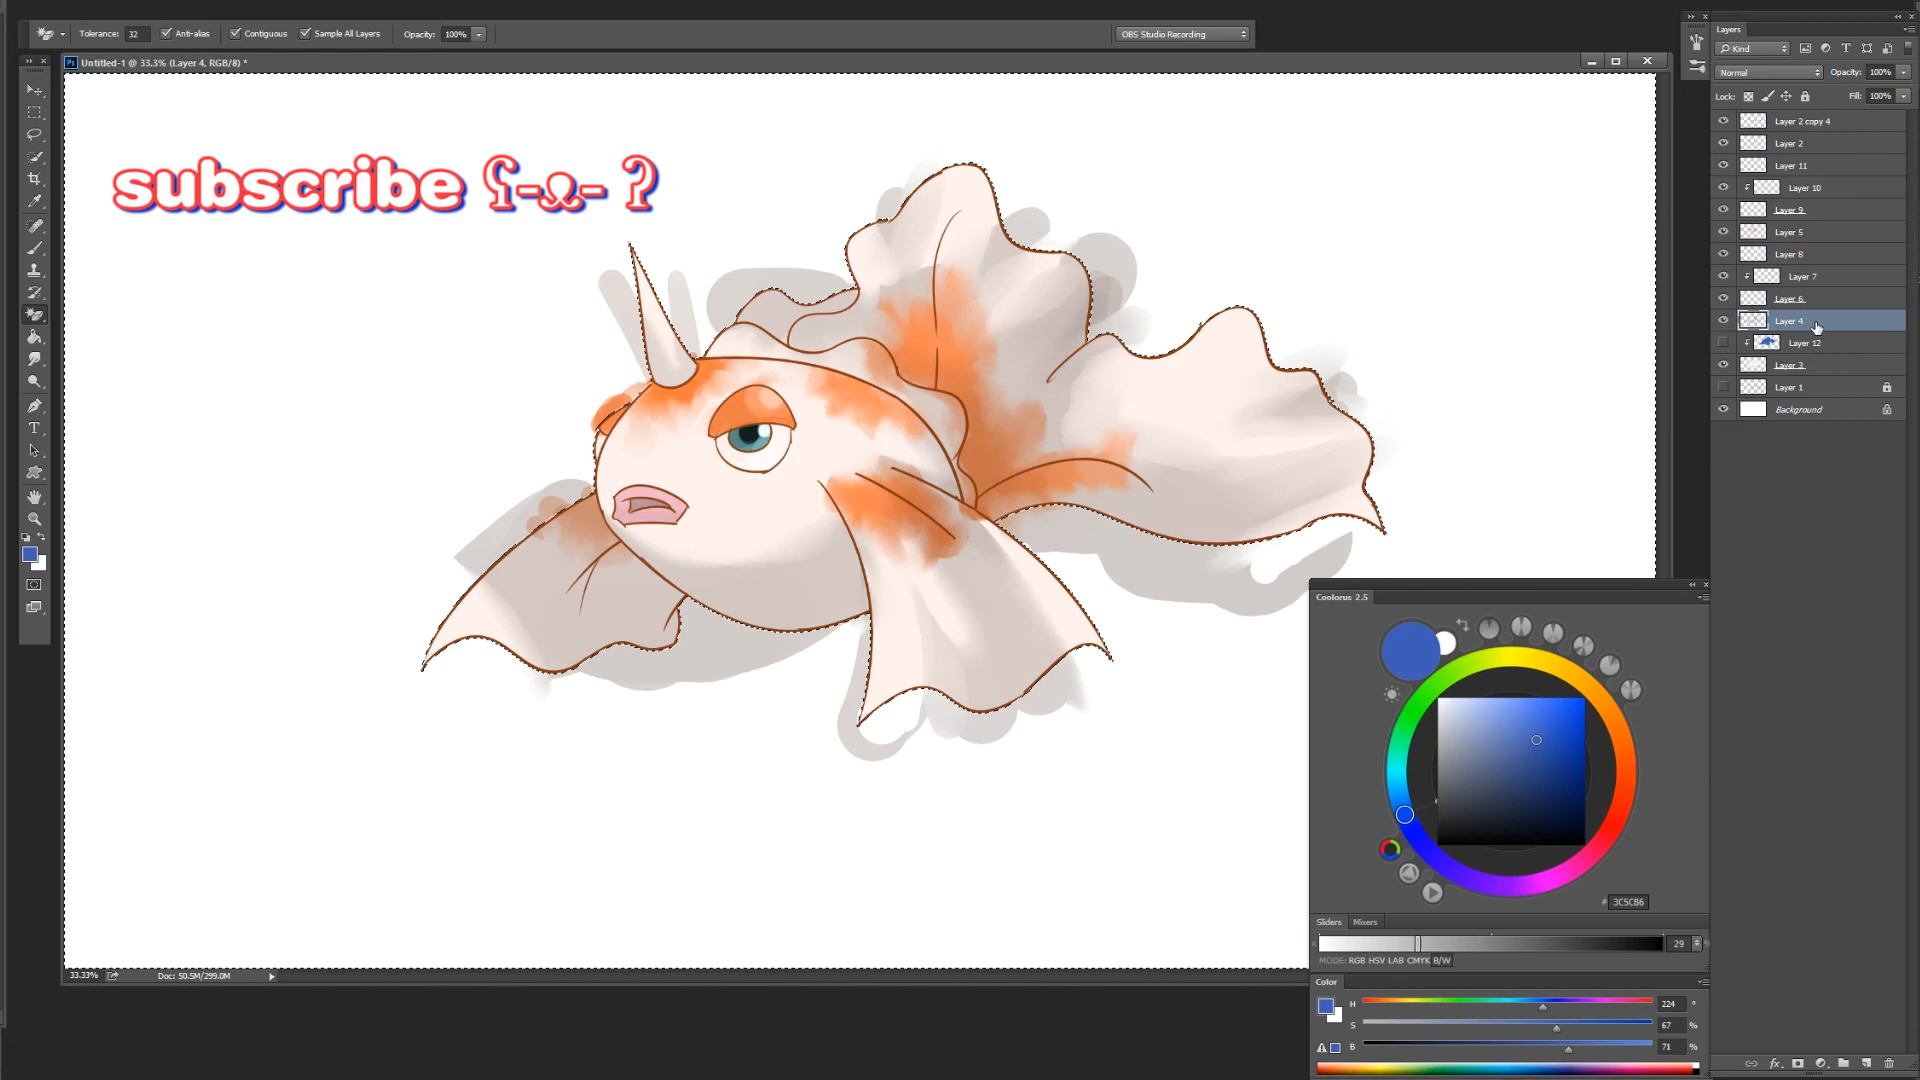 Tolerance: 32 Anti-alias Contiguous Sample All Layers Opacity: 100% OBS Studio Recording
Untitled-1 @ 33.3% (Layer 4, RGB/8) *
subscribe ʕ-ᴥ- ʔ
Layers
Kind
Normal Opacity: 100%
Lock: Fill: 100%
Layer 2 copy 4
Layer 2
Layer 11
Layer 10
Layer 9
Layer 5
Layer 8
Layer 7
Layer 6
Layer 4
Layer 12
Layer 3
Layer 1
Background
Coolorus 2.5
# 3C5CB6
Sliders Mixers
K 29 %
MODE: RGB HSV LAB CMYK B/W
Color
H 224 °
S 67 %
B 71 %
33.33% Doc: 50.5M/299.0M